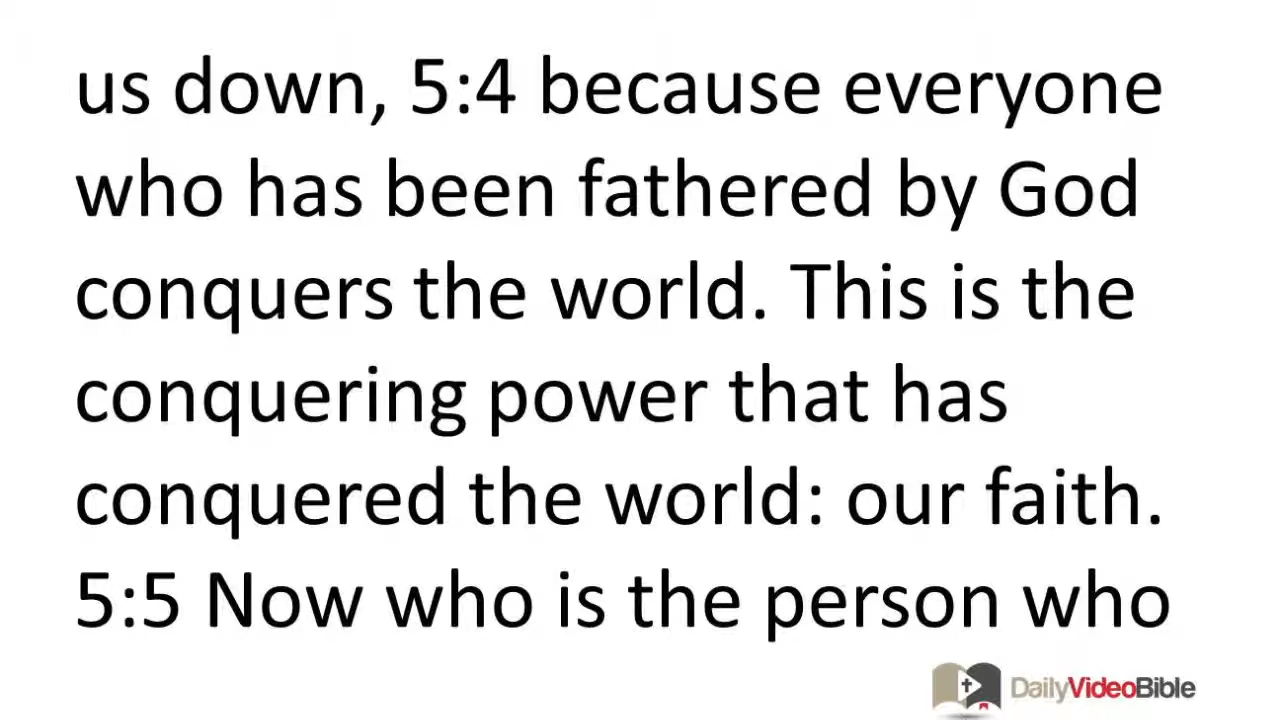 us down, 5:4 because everyone
who has been fathered by God
conquers the world. This is the
conquering power that has
conquered the world: our faith.
5:5 Now who is the person who
DailyVideoBible